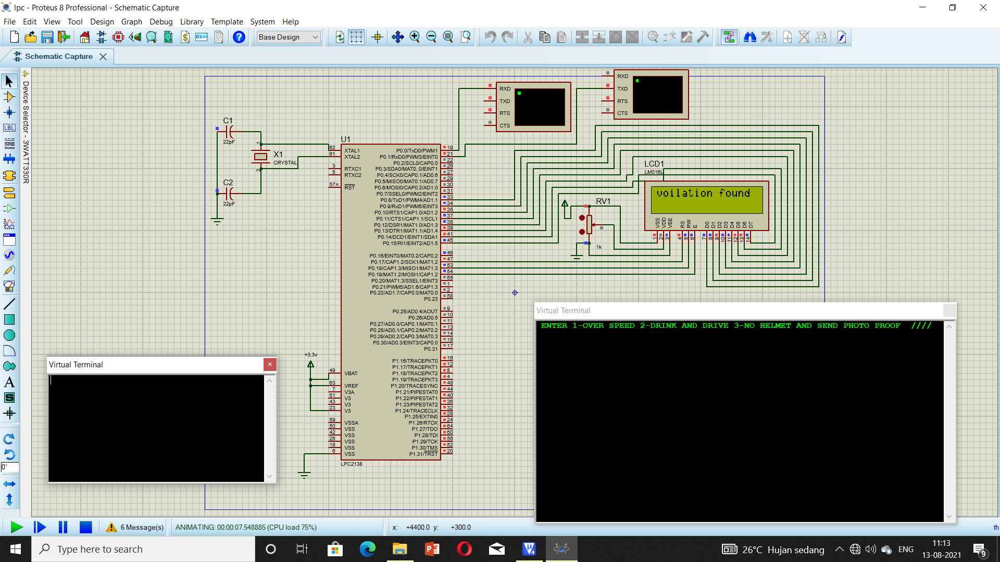 lpc - Proteus 8 Professional - Schematic Capture
File Edit View Tool Design Graph Debug Library Template System Help
Base Design
Schematic Capture
Device Selector - 3WATT330R
LBL
A
S
0°
C1
22pF
C2
22pF
X1
CRYSTAL
1
2
U1
LPC2138
62 XTAL1
61 XTAL2
3 RTXC1
5 RTXC2
57 RST
49 VBAT
63 VREF
7 V3A
51 V3
43 V3
23 V3
59 VSSA
50 VSS
42 VSS
25 VSS
18 VSS
6 VSS
+3.3v
P0.0/TxD0/PWM1 19
P0.1/RxD0/PWM3/EINT0 21
P0.2/SCL0/CAP0.0 22
P0.3/SDA0/MAT0..0/EINT1 26
P0.4/SCK0/CAP0.1/AD0.6 27
P0.5/MISO0/MAT0.1/AD0.7 29
P0.6/MOSI0/CAP0.2/AD1.0 30
P0.7/SSEL0/PWM2/EINT2 31
P0.8/TxD1/PWM4/AD1.1 33
P0.9/RxD1/PWM6/EINT3 34
P0.10/RTS1/CAP1.0/AD1.2 35
P0.11/CTS1/CAP1.1/SCL1 37
P0.12/DSR1/MAT1.0/AD1.3 38
P0.13/DTR1/MAT1.1/AD1.4 39
P0.14/DCD1/EINT1/SDA1 41
P0.15/RI1/EINT2/AD1.5 45
P0.16/EINT0/MAT0.2/CAP0.2 46
P0.17/CAP1.2/SCK1/MAT1.2 47
P0.18/CAP1.3/MISO1/MAT1.3 53
P0.19/MAT1.2/MOSI1/CAP1.2 54
P0.20/MAT1.3/SSEL1/EINT3 55
P0.21/PWM5/AD1.6/CAP1.3 1
P0.22/AD1.7/CAP0.0/MAT0.0 2
P0.23 58
P0.25/AD0.4/AOUT 9
P0.26/AD0.5 10
P0.27/AD0.0/CAP0.1/MAT0.1 11
P0.28/AD0.1/CAP0.2/MAT0.2 13
P0.29/AD0.2/CAP0.3/MAT0.3 14
P0.30/AD0.3/EINT3/CAP0.0 15
P0.31 17
P1.16/TRACEPKT0 16
P1.17/TRACEPKT1 12
P1.18/TRACEPKT2 8
P1.19/TRACEPKT3 4
P1.20/TRACESYNC 48
P1.21/PIPESTAT0 44
P1.22/PIPESTAT1 40
P1.23/PIPESTAT2 36
P1.24/TRACECLK 32
P1.25/EXTIN0 28
P1.26/RTCK 24
P1.27/TDO 64
P1.28/TDI 60
P1.29/TCK 56
P1.30/TMS 52
P1.31/TRST 20
RXD
TXD
RTS
CTS
RXD
TXD
RTS
CTS
LCD1
LM016L
voilation found
VSS VDD VEE RS RW E D0 D1 D2 D3 D4 D5 D6 D7
1 2 3 4 5 6 7 8 9 10 11 12 13 14
RV1
1k
Virtual Terminal
Virtual Terminal
ENTER 1-OVER SPEED 2-DRINK AND DRIVE 3-NO HELMET AND SEND PHOTO PROOF ////
6 Message(s)
ANIMATING: 00:00:07.548885 (CPU load 75%)
x: +4400.0 y: +300.0
th
Type here to search
26°C Hujan sedang
ENG
11:13
13-08-2021
9